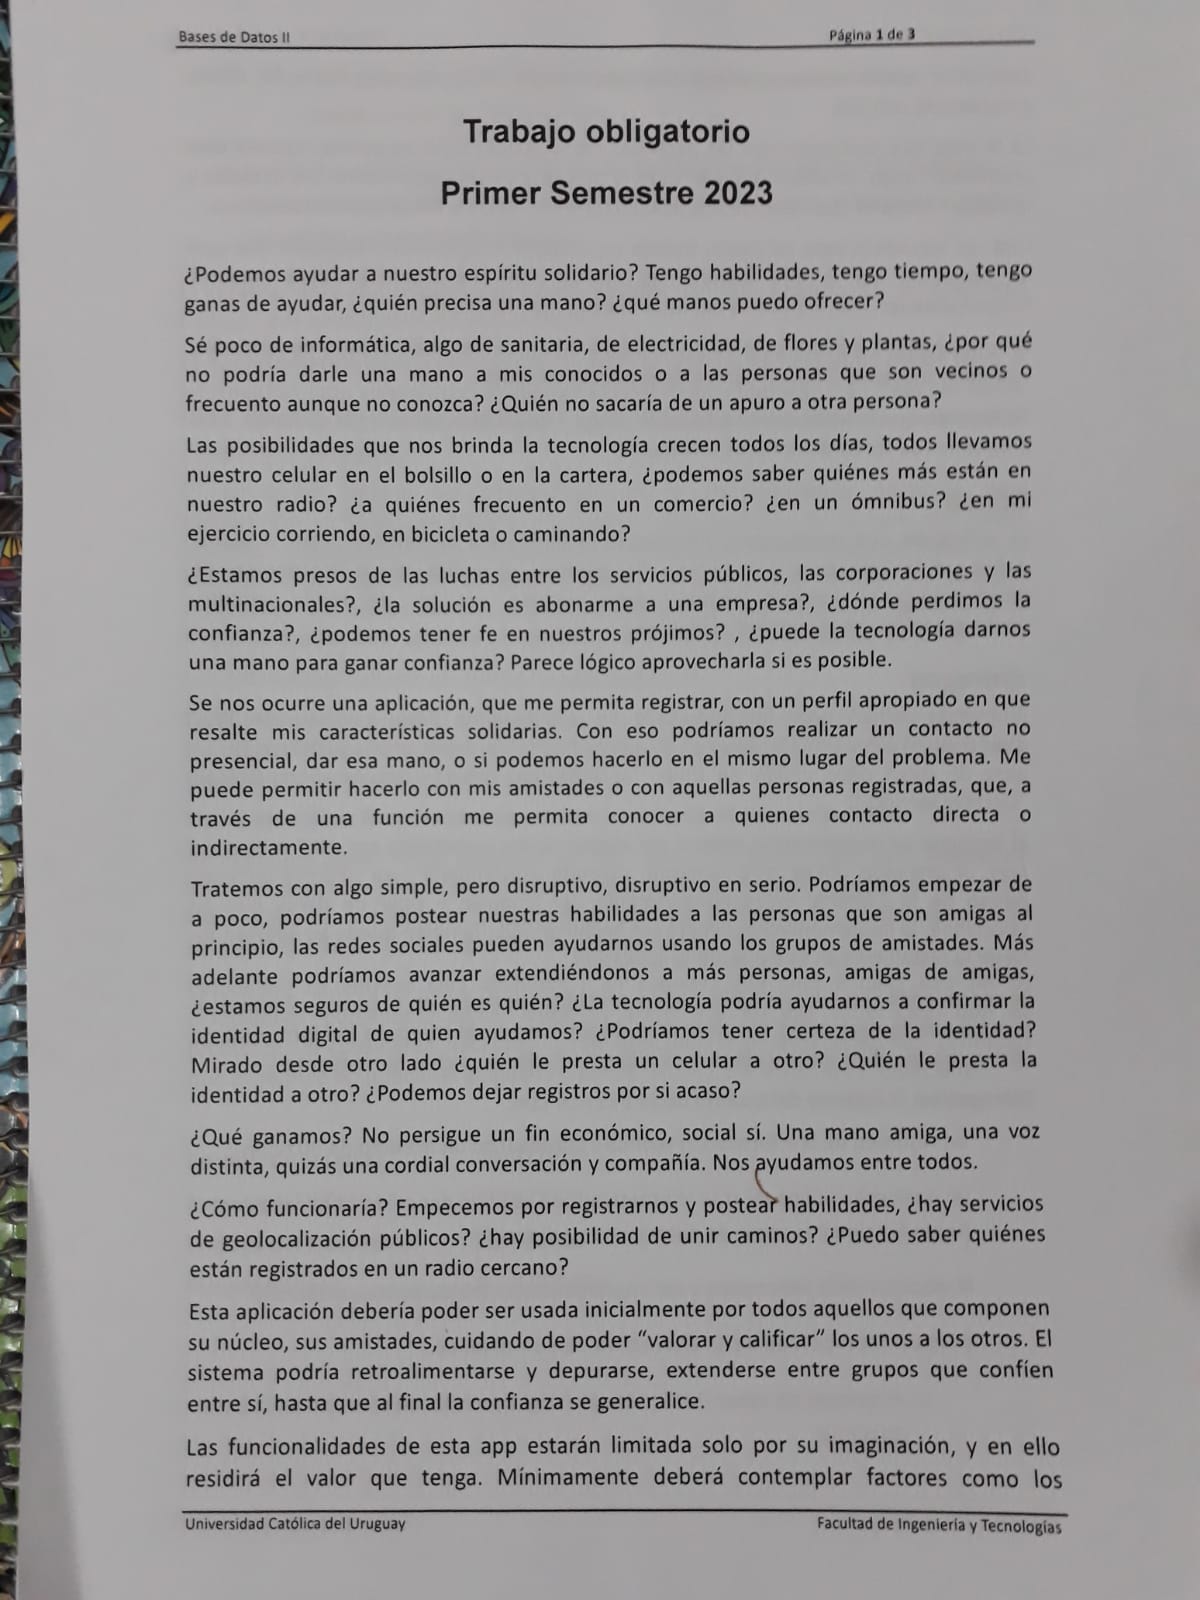 Bases de Datos II
Página 1 de 3
Trabajo obligatorio
Primer Semestre 2023
¿Podemos ayudar a nuestro espíritu solidario? Tengo habilidades, tengo tiempo, tengo
ganas de ayudar, ¿quién precisa una mano? ¿qué manos puedo ofrecer?
Sé poco de informática, algo de sanitaria, de electricidad, de flores y plantas, ¿por qué
no podría darle una mano a mis conocidos o a las personas que son vecinos o
frecuento aunque no conozca? ¿Quién no sacaría de un apuro a otra persona?
Las posibilidades que nos brinda la tecnología crecen todos los días, todos llevamos
nuestro celular en el bolsillo o en la cartera, ¿podemos saber quiénes más están en
nuestro radio? ¿a quiénes frecuento en un comercio? ¿en un ómnibus? ¿en mi
ejercicio corriendo, en bicicleta o caminando?
¿Estamos presos de las luchas entre los servicios públicos, las corporaciones y las
multinacionales?, ¿la solución es abonarme a una empresa?, ¿dónde perdimos la
confianza?, ¿podemos tener fe en nuestros prójimos? , ¿puede la tecnología darnos
una mano para ganar confianza? Parece lógico aprovecharla si es posible.
Se nos ocurre una aplicación, que me permita registrar, con un perfil apropiado en que
resalte mis características solidarias. Con eso podríamos realizar un contacto no
presencial, dar esa mano, o si podemos hacerlo en el mismo lugar del problema. Me
puede permitir hacerlo con mis amistades o con aquellas personas registradas, que, a
través de una función me permita conocer a quienes contacto directa o
indirectamente.
Tratemos con algo simple, pero disruptivo, disruptivo en serio. Podríamos empezar de
a poco, podríamos postear nuestras habilidades a las personas que son amigas al
principio, las redes sociales pueden ayudarnos usando los grupos de amistades. Más
adelante podríamos avanzar extendiéndonos a más personas, amigas de amigas,
¿estamos seguros de quién es quién? ¿La tecnología podría ayudarnos a confirmar la
identidad digital de quien ayudamos? ¿Podríamos tener certeza de la identidad?
Mirado desde otro lado ¿quién le presta un celular a otro? ¿Quién le presta la
identidad a otro? ¿Podemos dejar registros por si acaso?
¿Qué ganamos? No persigue un fin económico, social sí. Una mano amiga, una voz
distinta, quizás una cordial conversación y compañía. Nos ayudamos entre todos.
¿Cómo funcionaría? Empecemos por registrarnos y postear habilidades, ¿hay servicios
de geolocalización públicos? ¿hay posibilidad de unir caminos? ¿Puedo saber quiénes
están registrados en un radio cercano?
Esta aplicación debería poder ser usada inicialmente por todos aquellos que componen
su núcleo, sus amistades, cuidando de poder “valorar y calificar” los unos a los otros. El
sistema podría retroalimentarse y depurarse, extenderse entre grupos que confíen
entre sí, hasta que al final la confianza se generalice.
Las funcionalidades de esta app estarán limitada solo por su imaginación, y en ello
residirá el valor que tenga. Mínimamente deberá contemplar factores como los
Universidad Católica del Uruguay
Facultad de Ingeniería y Tecnologías